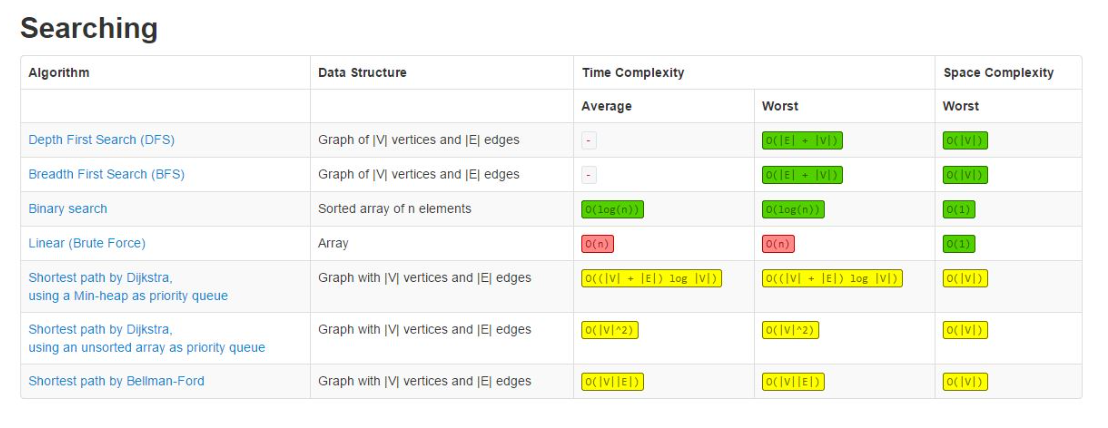 Searching
Algorithm Data Structure Time Complexity Space Complexity
Average Worst Worst
Depth First Search (DFS) Graph of |V| vertices and |E| edges - O(|E| + |V|) O(|V|)
Breadth First Search (BFS) Graph of |V| vertices and |E| edges - O(|E| + |V|) O(|V|)
Binary search Sorted array of n elements O(log(n)) O(log(n)) O(1)
Linear (Brute Force) Array O(n) O(n) O(1)
Shortest path by Dijkstra, Graph with |V| vertices and |E| edges O((|V| + |E|) log |V|) O((|V| + |E|) log |V|) O(|V|)
using a Min-heap as priority queue
Shortest path by Dijkstra, Graph with |V| vertices and |E| edges O(|V|^2) O(|V|^2) O(|V|)
using an unsorted array as priority queue
Shortest path by Bellman-Ford Graph with |V| vertices and |E| edges O(|V||E|) O(|V||E|) O(|V|)